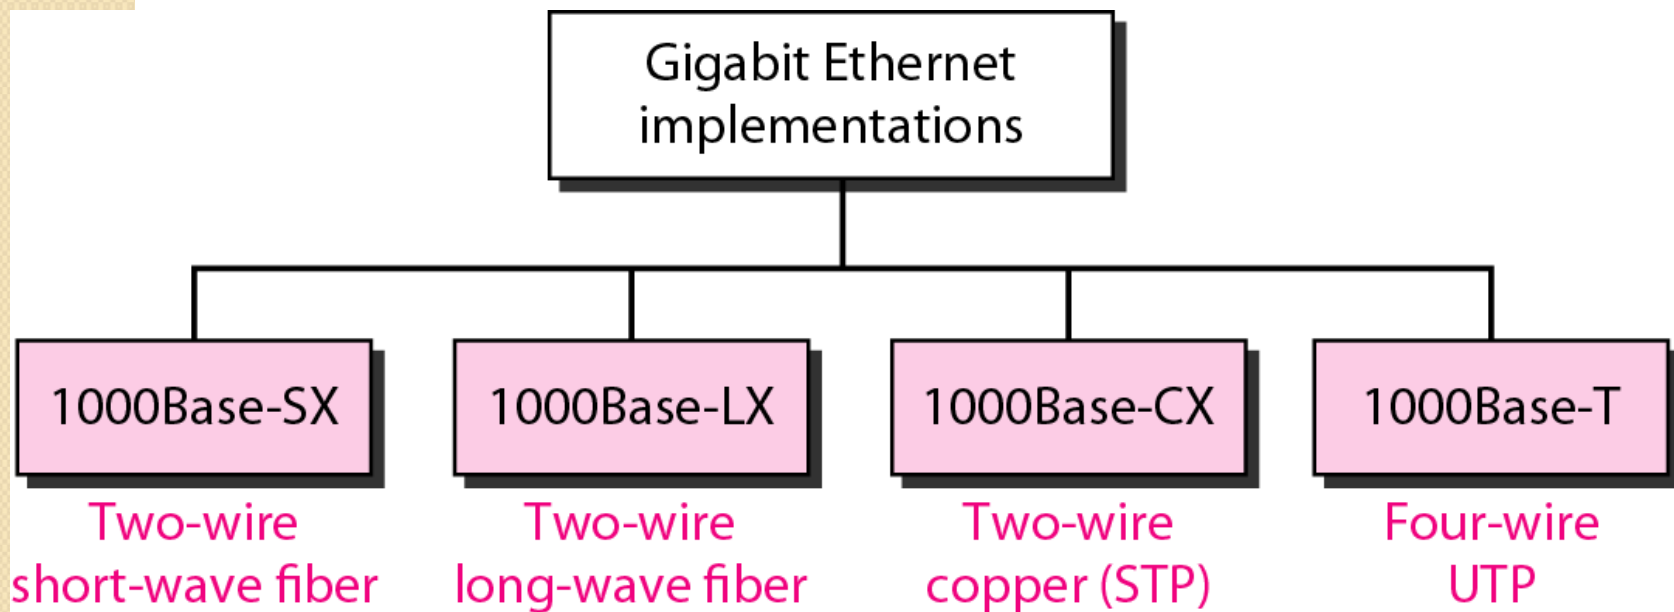 Gigabit Ethernet
implementations
1000Base-SX
1000Base-LX
1000Base-CX
1000Base-T
Two-wire
short-wave fiber
Two-wire
long-wave fiber
Two-wire
copper (STP)
Four-wire
UTP